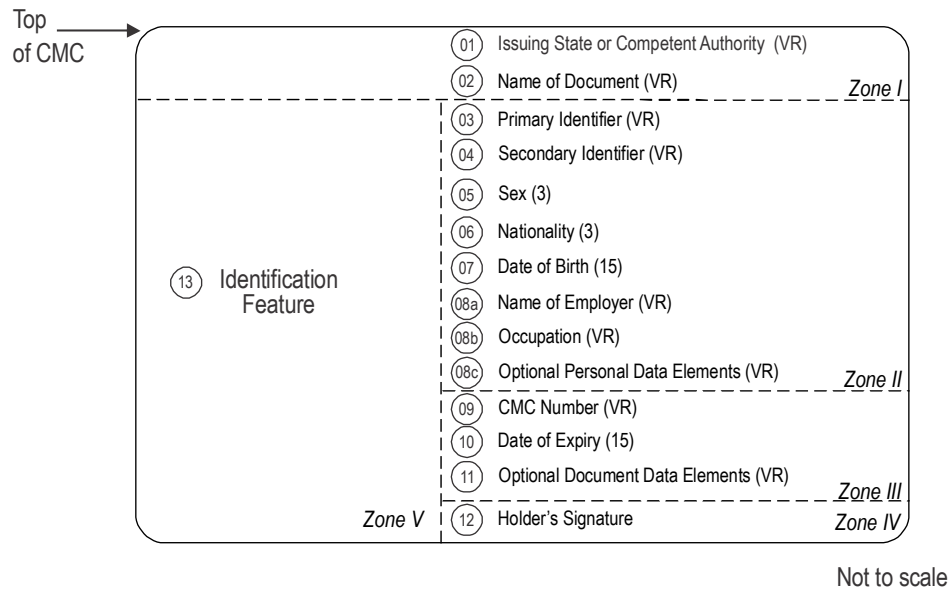 Top
of CMC
01 Issuing State or Competent Authority (VR)
02 Name of Document (VR)
Zone I
03 Primary Identifier (VR)
04 Secondary Identifier (VR)
05 Sex (3)
06 Nationality (3)
07 Date of Birth (15)
13 Identification
Feature
08a Name of Employer (VR)
08b Occupation (VR)
08c Optional Personal Data Elements (VR)
Zone II
09 CMC Number (VR)
10 Date of Expiry (15)
11 Optional Document Data Elements (VR)
Zone III
Zone V
12 Holder's Signature
Zone IV
Not to scale